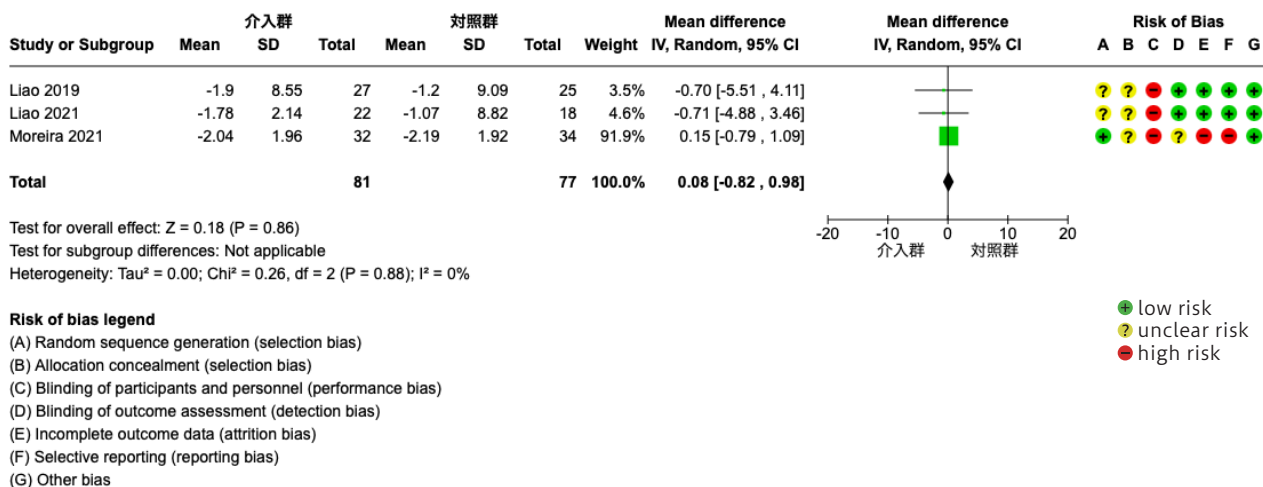 介入群 対照群 Mean difference Mean difference Risk of Bias
Study or Subgroup Mean SD Total Mean SD Total Weight IV, Random, 95% CI IV, Random, 95% CI A B C D E F G
Liao 2019 -1.9 8.55 27 -1.2 9.09 25 3.5% -0.70 [-5.51 , 4.11] ? ? − + + + +
Liao 2021 -1.78 2.14 22 -1.07 8.82 18 4.6% -0.71 [-4.88 , 3.46] ? ? − + + + +
Moreira 2021 -2.04 1.96 32 -2.19 1.92 34 91.9% 0.15 [-0.79 , 1.09] + ? − ? − − +
Total 81 77 100.0% 0.08 [-0.82 , 0.98]
Test for overall effect: Z = 0.18 (P = 0.86)
Test for subgroup differences: Not applicable
Heterogeneity: Tau² = 0.00; Chi² = 0.26, df = 2 (P = 0.88); I² = 0%
-20 -10 0 10 20
介入群 対照群
Risk of bias legend
(A) Random sequence generation (selection bias)
(B) Allocation concealment (selection bias)
(C) Blinding of participants and personnel (performance bias)
(D) Blinding of outcome assessment (detection bias)
(E) Incomplete outcome data (attrition bias)
(F) Selective reporting (reporting bias)
(G) Other bias
+ low risk
? unclear risk
− high risk